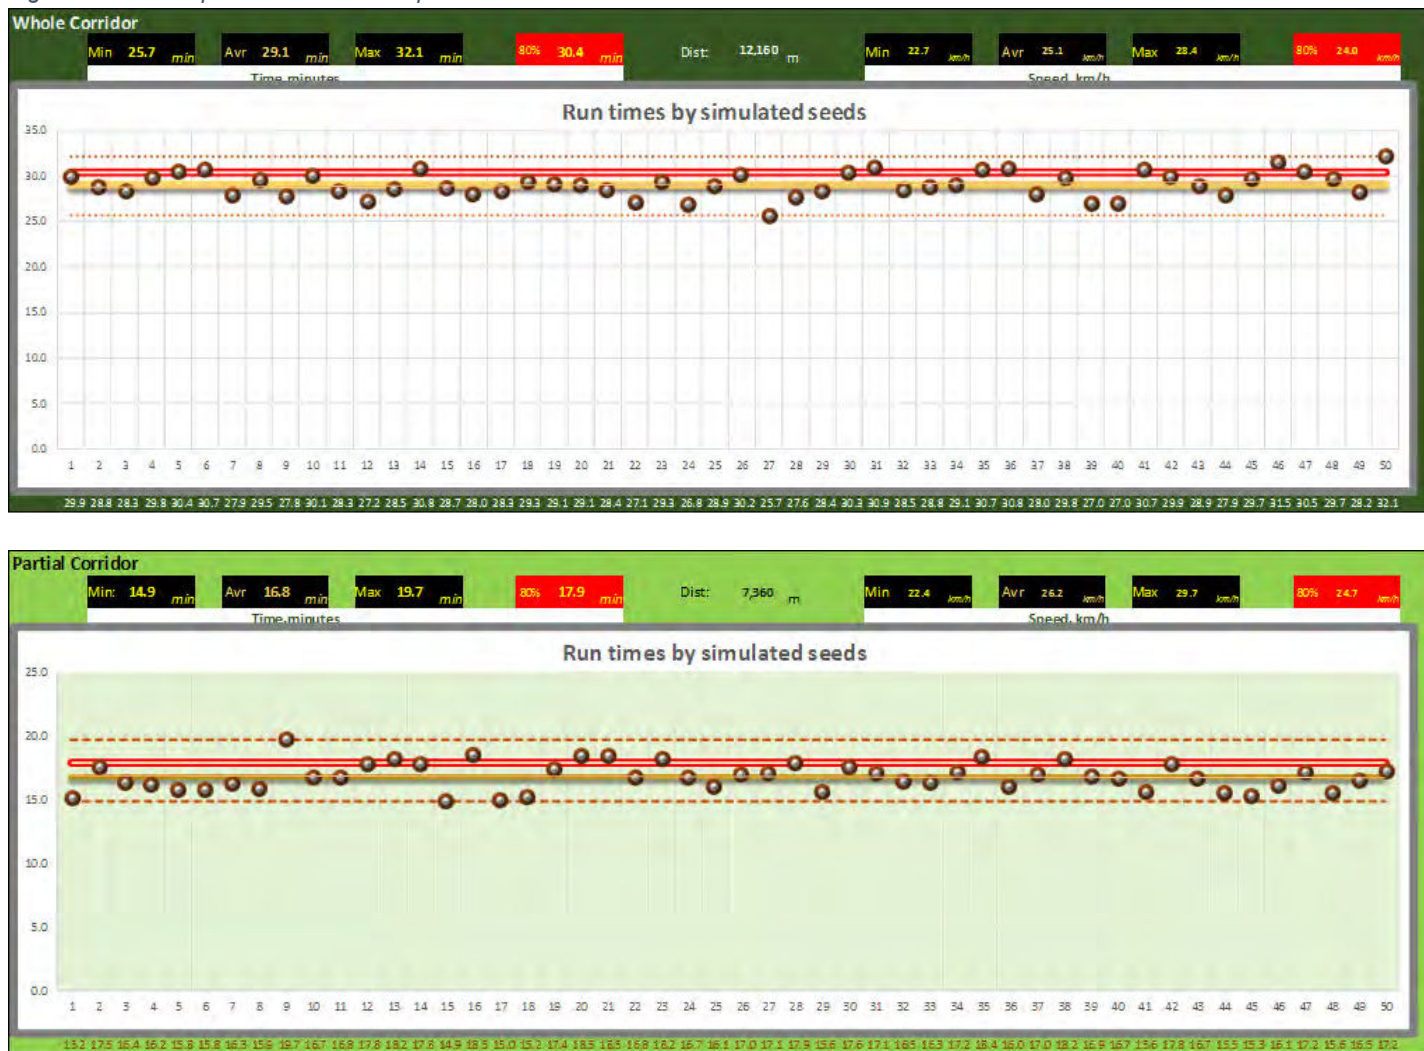 Whole Corridor
Min 25.7 min Avr 29.1 min Max 32.1 min 80% 30.4 min Dist: 12,160 m Min 22.7 km/h Avr 25.1 km/h Max 28.4 km/h 80% 24.0 km/h
Time, minutes Speed, km/h
Run times by simulated seeds
35.0
30.0
25.0
20.0
15.0
10.0
5.0
0.0
1 2 3 4 5 6 7 8 9 10 11 12 13 14 15 16 17 18 19 20 21 22 23 24 25 26 27 28 29 30 31 32 33 34 35 36 37 38 39 40 41 42 43 44 45 46 47 48 49 50
29.9 28.8 28.3 29.8 30.4 30.7 27.9 29.5 27.8 30.1 28.3 27.2 28.5 30.8 28.7 28.0 28.3 29.3 29.1 29.1 28.4 27.1 29.3 26.8 28.9 30.2 25.7 27.6 28.4 30.3 30.9 28.5 28.8 29.1 30.7 30.8 28.0 29.8 27.0 27.0 30.7 29.9 28.9 27.9 29.7 31.5 30.5 29.7 28.2 32.1
Partial Corridor
Min: 14.9 min Avr 16.8 min Max 19.7 min 80% 17.9 min Dist: 7,360 m Min 22.4 km/h Avr 26.2 km/h Max 29.7 km/h 80% 24.7 km/h
Time, minutes Speed, km/h
Run times by simulated seeds
25.0
20.0
15.0
10.0
5.0
0.0
1 2 3 4 5 6 7 8 9 10 11 12 13 14 15 16 17 18 19 20 21 22 23 24 25 26 27 28 29 30 31 32 33 34 35 36 37 38 39 40 41 42 43 44 45 46 47 48 49 50
17.5 16.4 16.2 15.8 15.8 16.3 15.9 19.7 16.7 16.8 17.8 18.2 17.8 14.9 18.5 15.0 15.2 17.4 18.5 18.5 16.8 18.2 16.7 16.1 17.0 17.1 17.9 15.6 17.6 17.1 16.5 16.3 17.2 18.4 16.0 17.0 18.2 16.9 16.7 15.6 17.8 16.7 15.5 15.3 16.1 17.2 15.6 16.5 17.2